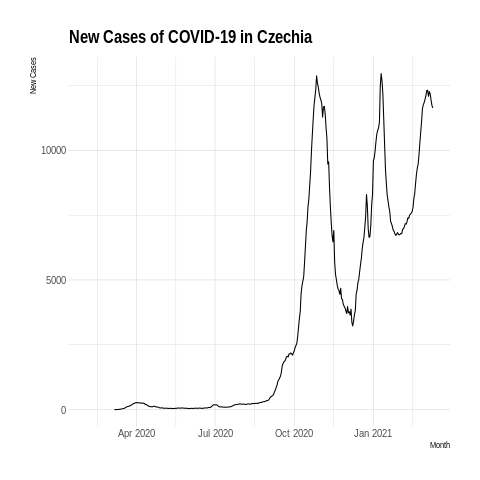 New Cases of COVID-19 in Czechia
New Cases
10000
5000
0
Apr 2020 Jul 2020 Oct 2020 Jan 2021
Month